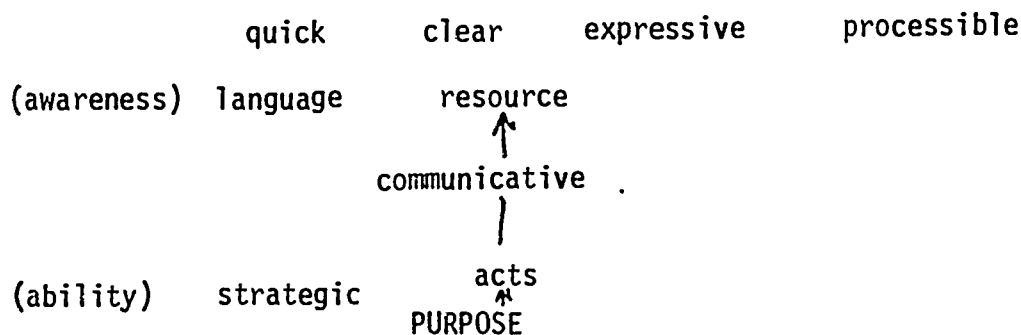 quick clear expressive processible
(awareness) language resource
communicative .
(ability) strategic acts
PURPOSE